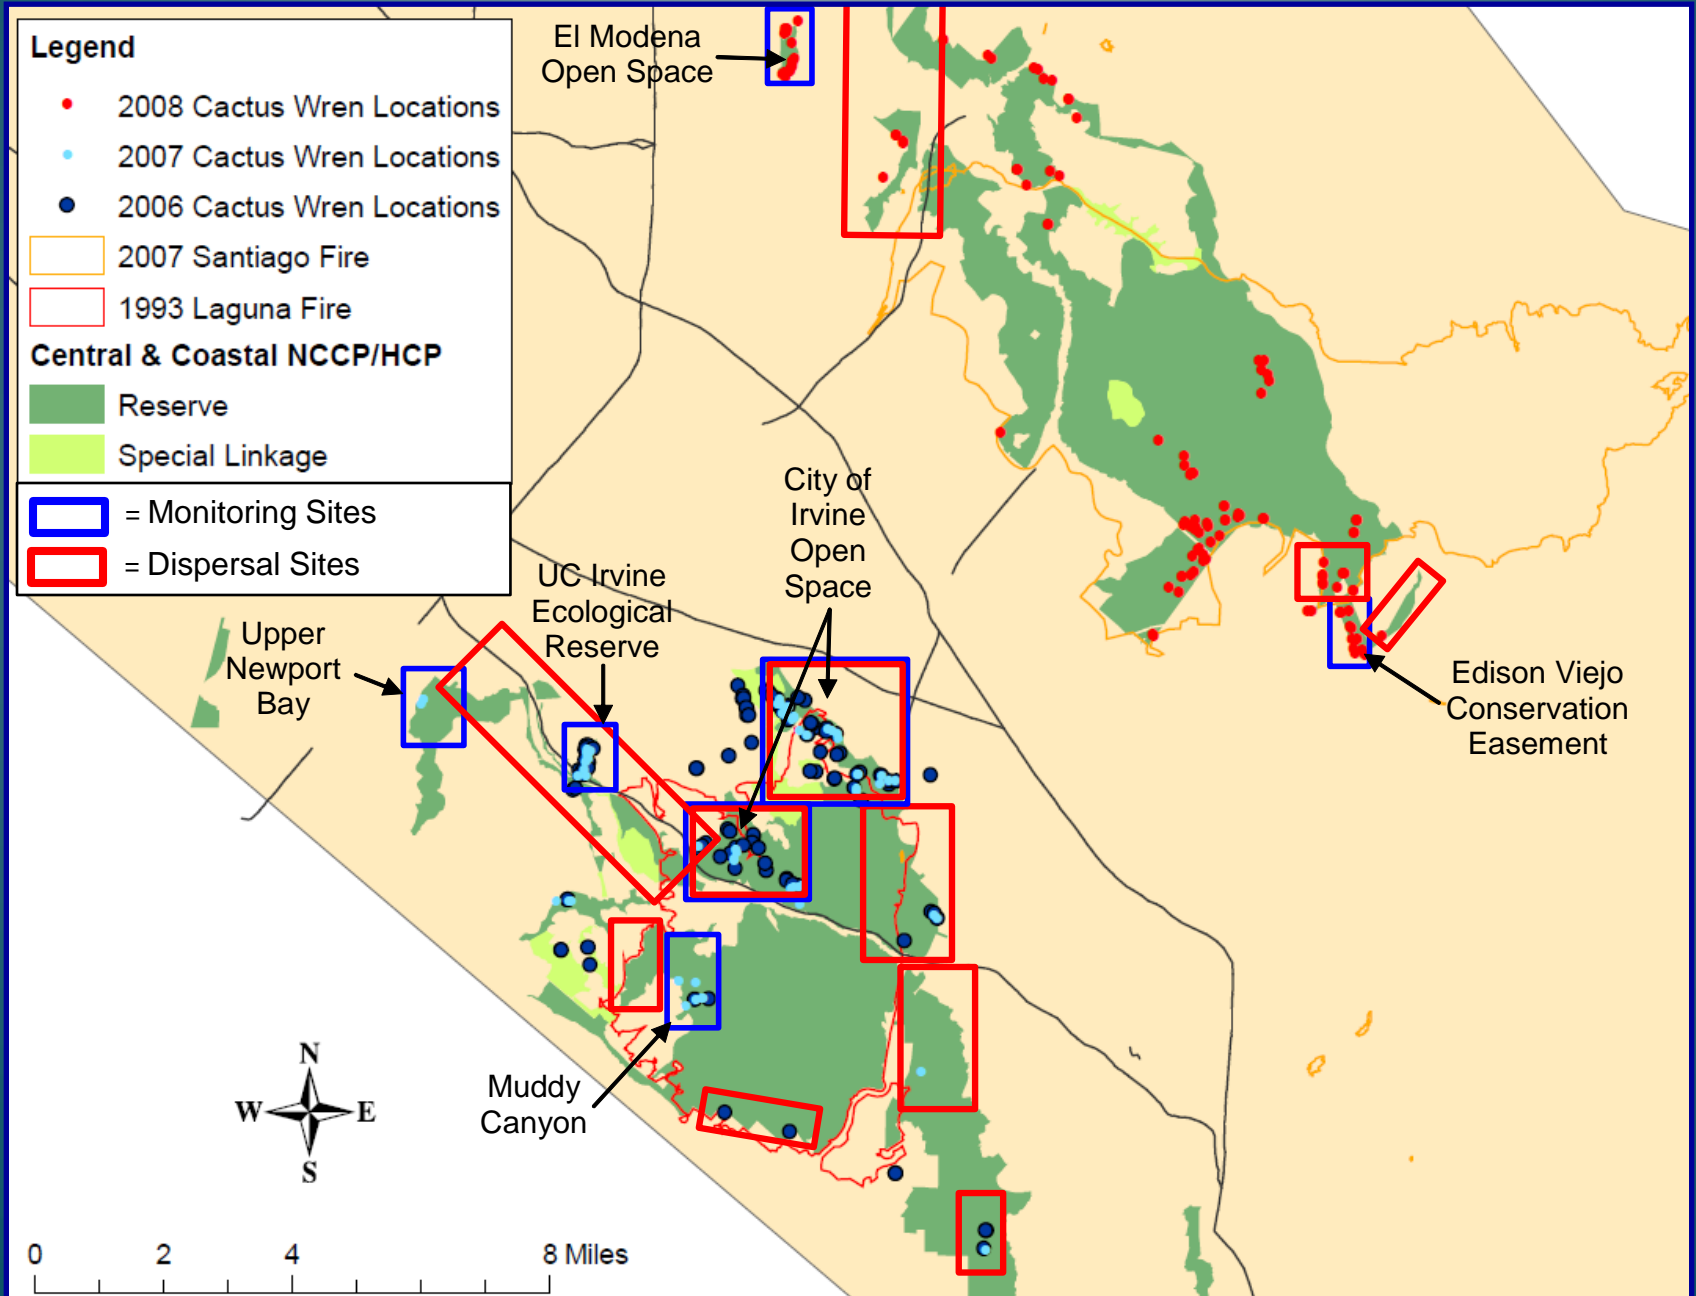 Legend
2008 Cactus Wren Locations
2007 Cactus Wren Locations
2006 Cactus Wren Locations
2007 Santiago Fire
1993 Laguna Fire
Central & Coastal NCCP/HCP
Reserve
Special Linkage
= Monitoring Sites
= Dispersal Sites
El Modena
Open Space
City of
Irvine
Open
Space
UC Irvine
Ecological
Reserve
Upper
Newport
Bay
Edison Viejo
Conservation
Easement
Muddy
Canyon
N
W E
S
0 2 4 8 Miles